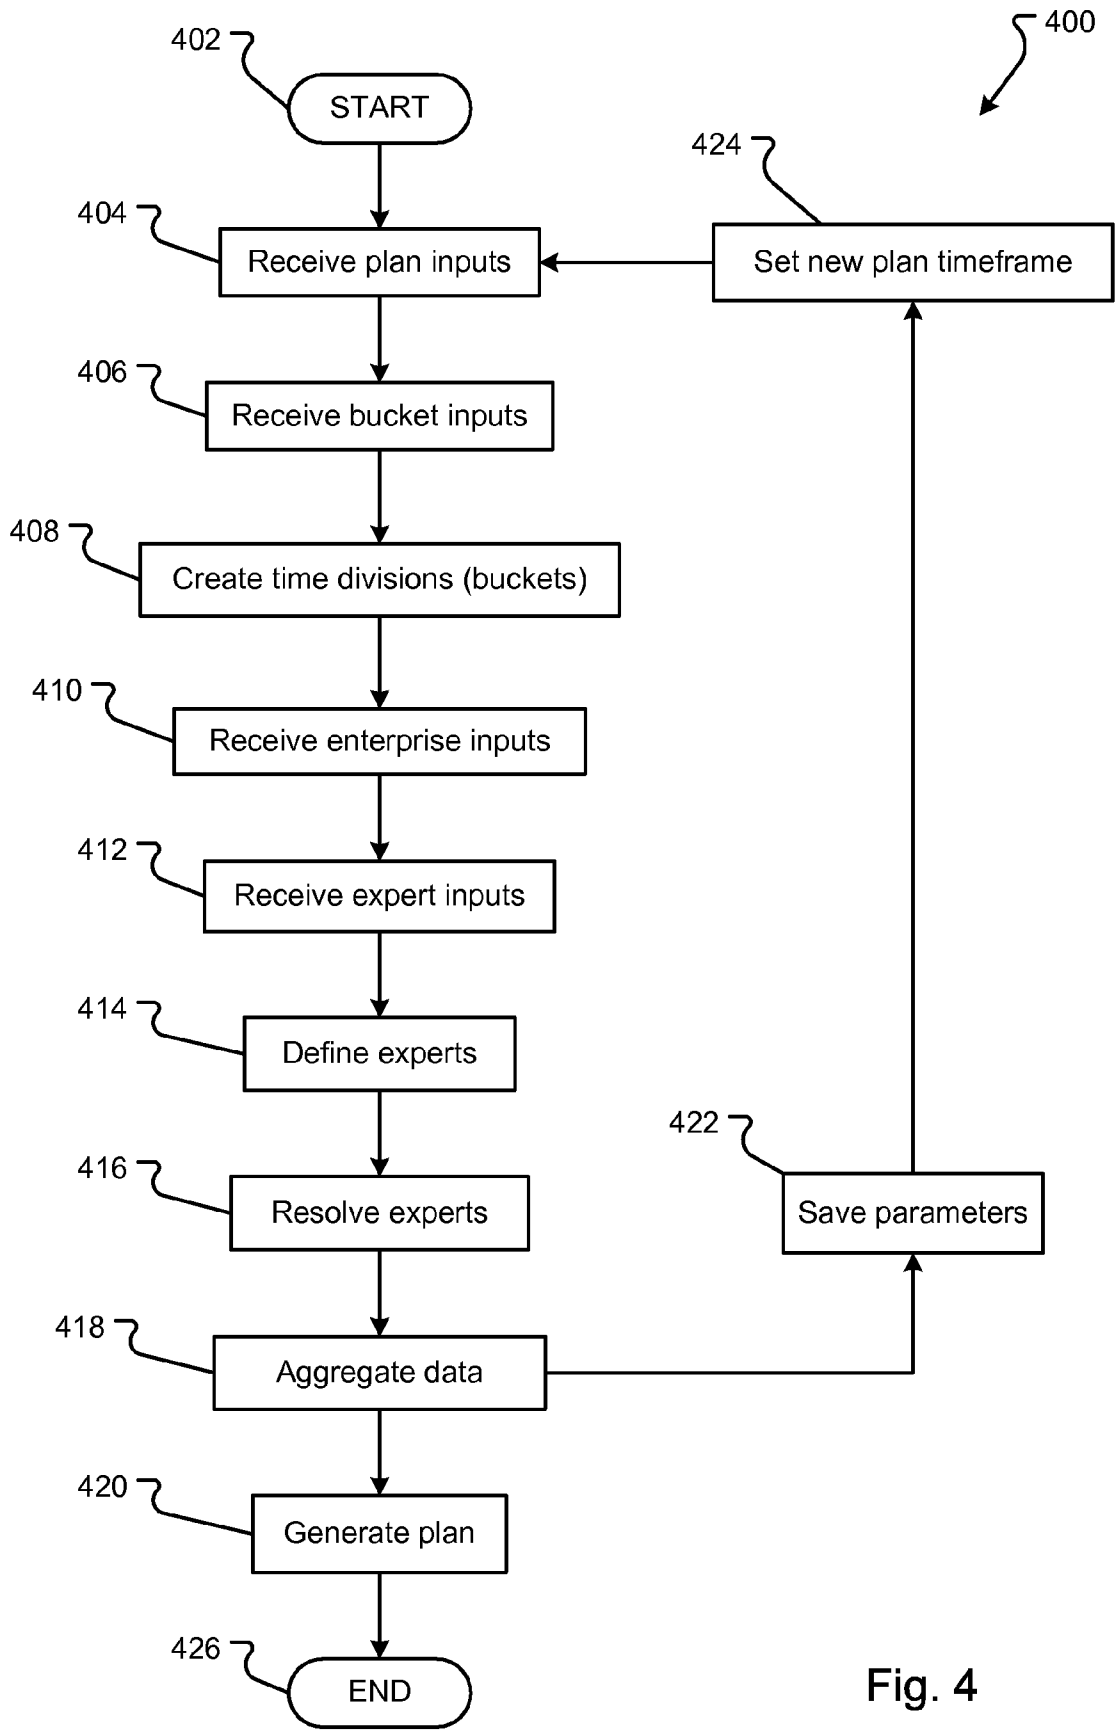 400
402
START
424
404
Receive plan inputs
Set new plan timeframe
406
Receive bucket inputs
408
Create time divisions (buckets)
410
Receive enterprise inputs
412
Receive expert inputs
414
Define experts
422
416
Resolve experts
Save parameters
418
Aggregate data
420
Generate plan
426
END
Fig. 4